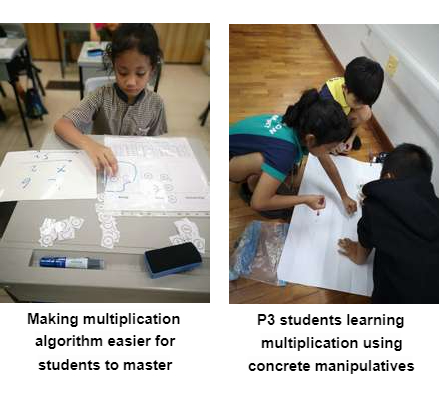 Making multiplication
algorithm easier for
students to master
P3 students learning
multiplication using
concrete manipulatives